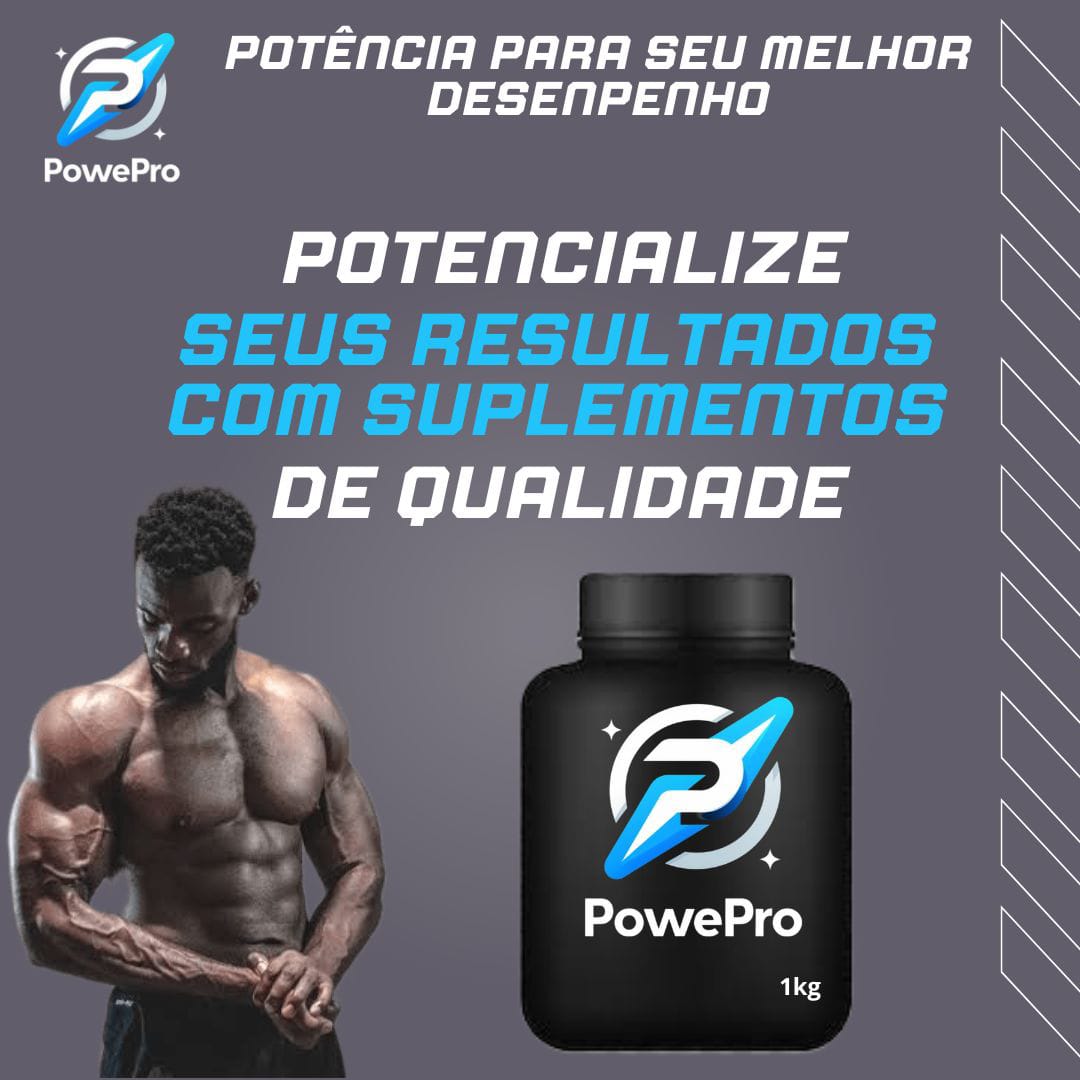 POTÊNCIA PARA SEU MELHOR
DESENPENHO
PowePro
POTENCIALIZE
SEUS RESULTADOS
COM SUPLEMENTOS
DE QUALIDADE
PowePro
1kg